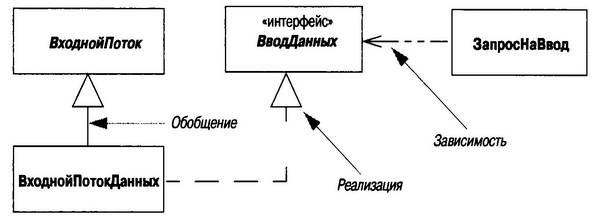 ВходнойПоток
«интерфейс»
ВводДанных
ЗапросНаВвод
Обобщение
Зависимость
ВходнойПотокДанных
Реализация